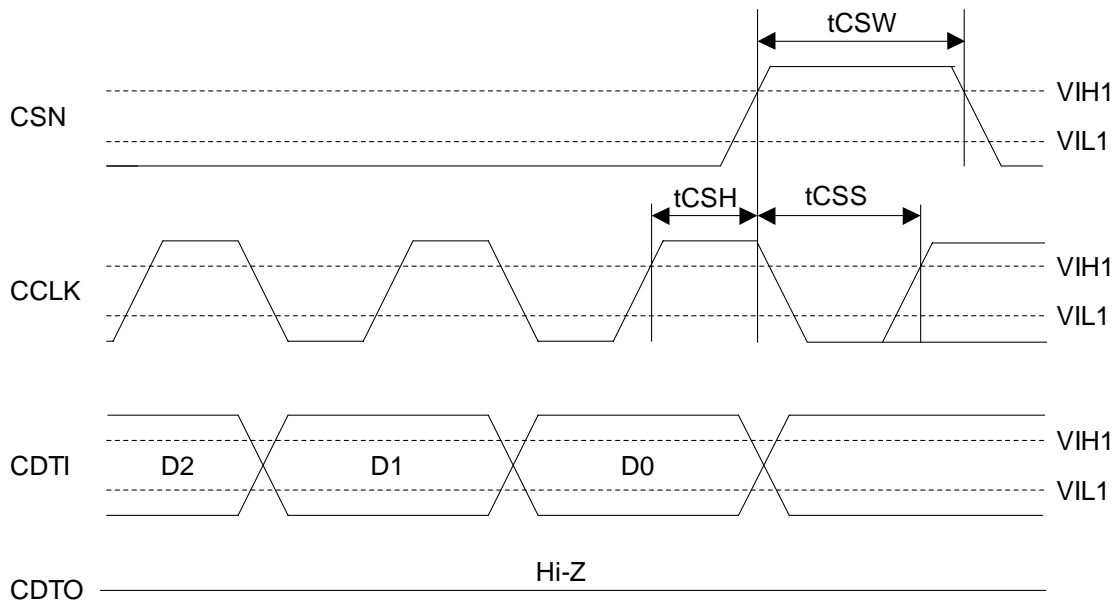 tCSW
CSN
VIH1
VIL1
tCSH
tCSS
CCLK
VIH1
VIL1
CDTI
D2
D1
D0
VIH1
VIL1
CDTO
Hi-Z